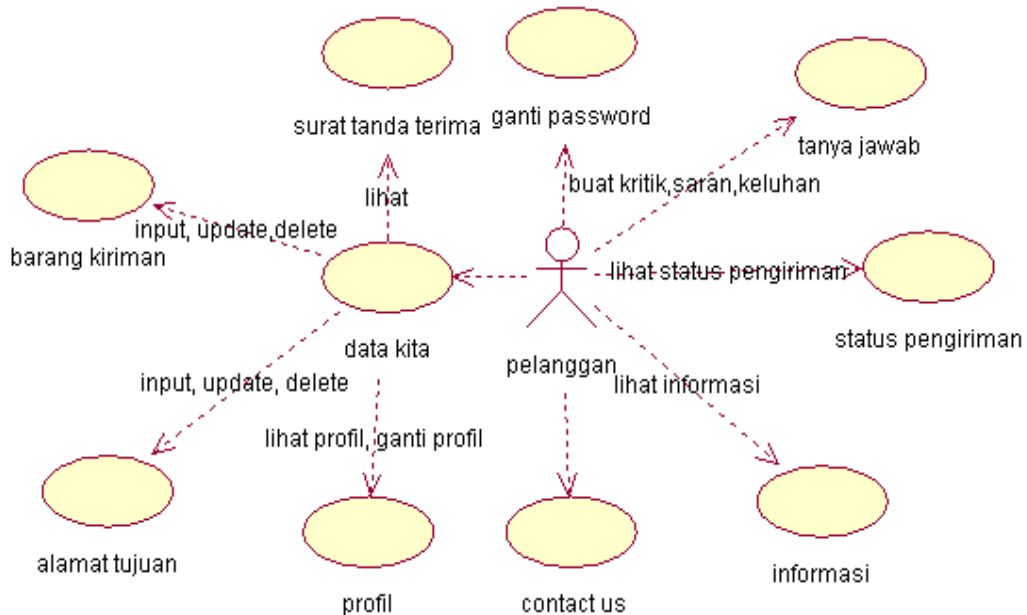 surat tanda terima
ganti password
tanya jawab
lihat
buat kritik,saran,keluhan
input, update,delete
barang kiriman
lihat status pengiriman
data kita
pelanggan
status pengiriman
input, update, delete
lihat informasi
lihat profil, ganti profil
alamat tujuan
profil
contact us
informasi